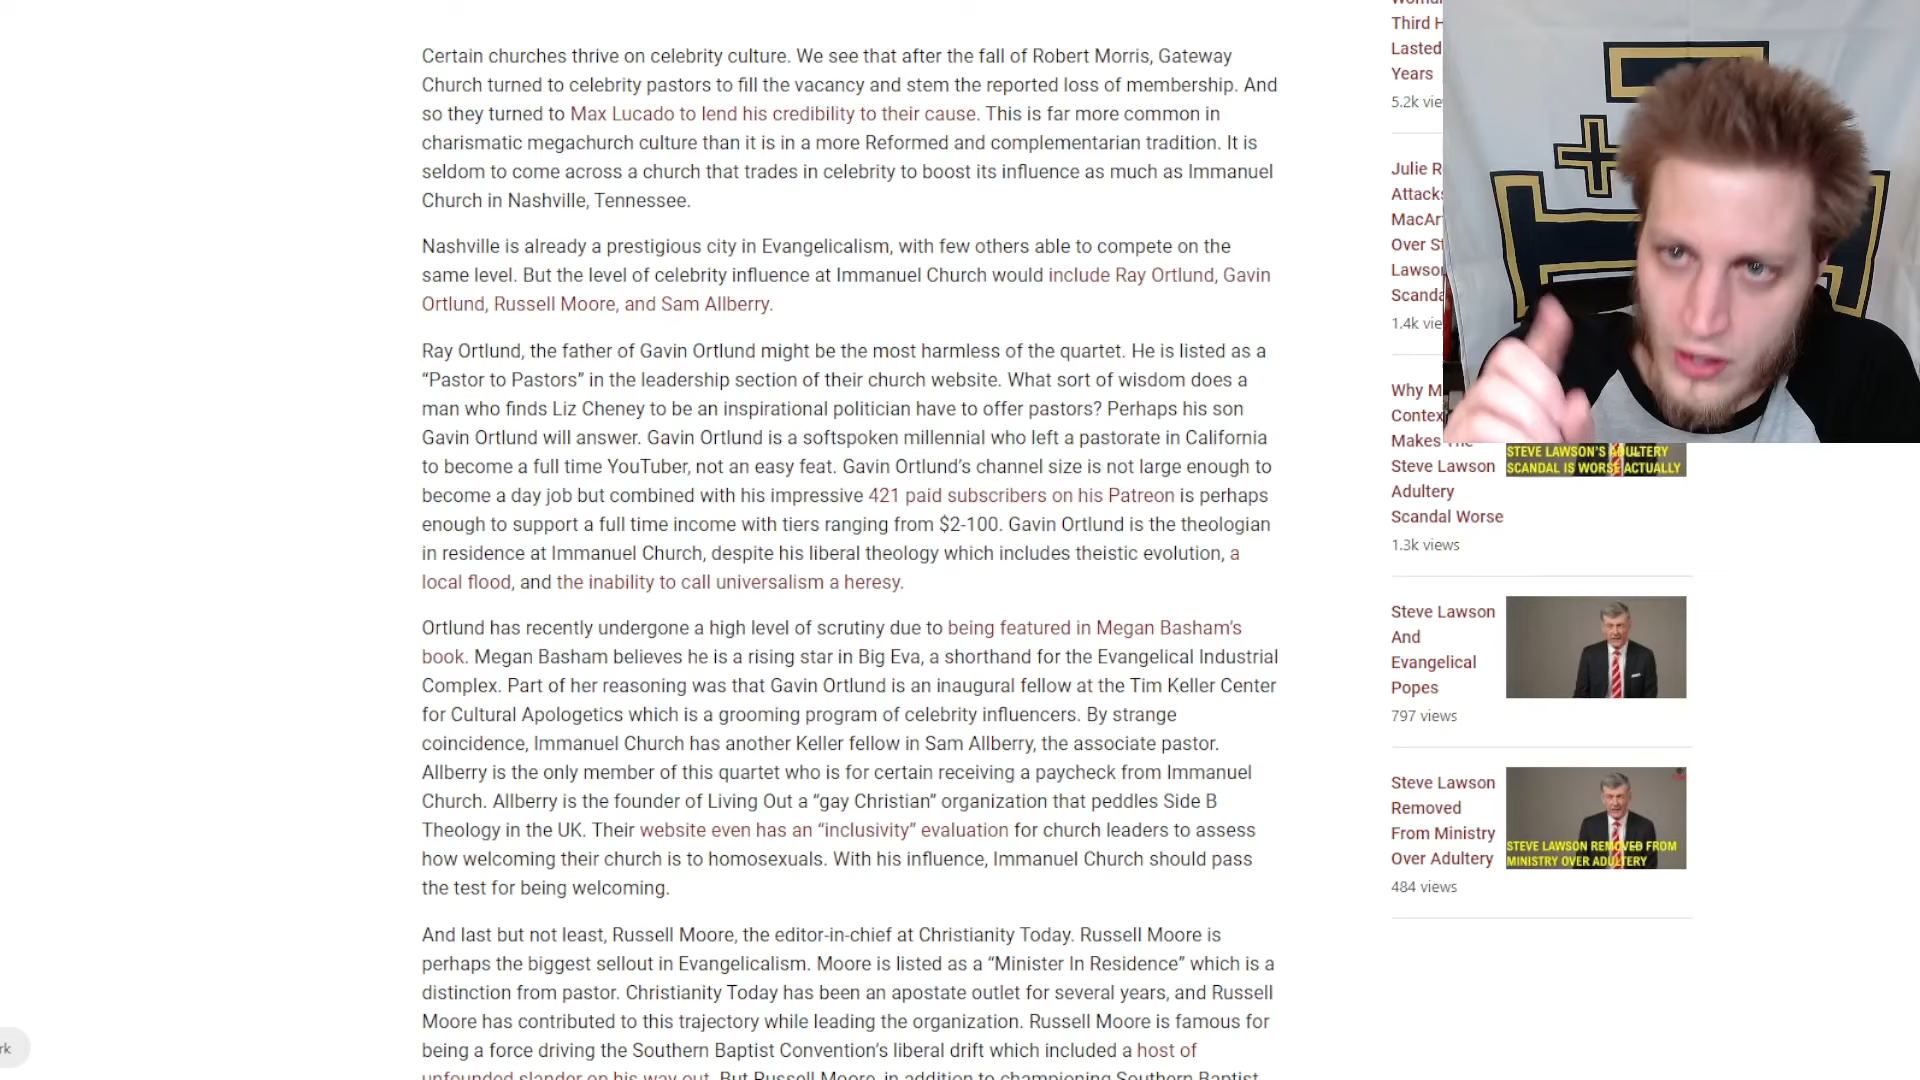 Certain churches thrive on celebrity culture. We see that after the fall of Robert Morris, Gateway
Church turned to celebrity pastors to fill the vacancy and stem the reported loss of membership. And
so they turned to Max Lucado to lend his credibility to their cause. This is far more common in
charismatic megachurch culture than it is in a more Reformed and complementarian tradition. It is
seldom to come across a church that trades in celebrity to boost its influence as much as Immanuel
Church in Nashville, Tennessee.
Nashville is already a prestigious city in Evangelicalism, with few others able to compete on the
same level. But the level of celebrity influence at Immanuel Church would include Ray Ortlund, Gavin
Ortlund, Russell Moore, and Sam Allberry.
Ray Ortlund, the father of Gavin Ortlund might be the most harmless of the quartet. He is listed as a
“Pastor to Pastors” in the leadership section of their church website. What sort of wisdom does a
man who finds Liz Cheney to be an inspirational politician have to offer pastors? Perhaps his son
Gavin Ortlund will answer. Gavin Ortlund is a softspoken millennial who left a pastorate in California
to become a full time YouTuber, not an easy feat. Gavin Ortlund’s channel size is not large enough to
become a day job but combined with his impressive 421 paid subscribers on his Patreon is perhaps
enough to support a full time income with tiers ranging from $2-100. Gavin Ortlund is the theologian
in residence at Immanuel Church, despite his liberal theology which includes theistic evolution, a
local flood, and the inability to call universalism a heresy.
Ortlund has recently undergone a high level of scrutiny due to being featured in Megan Basham’s
book. Megan Basham believes he is a rising star in Big Eva, a shorthand for the Evangelical Industrial
Complex. Part of her reasoning was that Gavin Ortlund is an inaugural fellow at the Tim Keller Center
for Cultural Apologetics which is a grooming program of celebrity influencers. By strange
coincidence, Immanuel Church has another Keller fellow in Sam Allberry, the associate pastor.
Allberry is the only member of this quartet who is for certain receiving a paycheck from Immanuel
Church. Allberry is the founder of Living Out a “gay Christian” organization that peddles Side B
Theology in the UK. Their website even has an “inclusivity” evaluation for church leaders to assess
how welcoming their church is to homosexuals. With his influence, Immanuel Church should pass
the test for being welcoming.
And last but not least, Russell Moore, the editor-in-chief at Christianity Today. Russell Moore is
perhaps the biggest sellout in Evangelicalism. Moore is listed as a “Minister In Residence” which is a
distinction from pastor. Christianity Today has been an apostate outlet for several years, and Russell
Moore has contributed to this trajectory while leading the organization. Russell Moore is famous for
being a force driving the Southern Baptist Convention’s liberal drift which included a host of
unfounded slander on his way out. But Russell Moore, in addition to championing Southern Baptist
Third H
Lasted
Years
5.2k vie
Julie R
Attacks
MacAr
Over St
Lawson
Scanda
1.4k vie
Why M
Contex
Makes The
Steve Lawson
Adultery
Scandal Worse
1.3k views
STEVE LAWSON'S ADULTERY
SCANDAL IS WORSE ACTUALLY
Steve Lawson
And
Evangelical
Popes
797 views
Steve Lawson
Removed
From Ministry
Over Adultery
484 views
STEVE LAWSON REMOVED FROM
MINISTRY OVER ADULTERY
rk